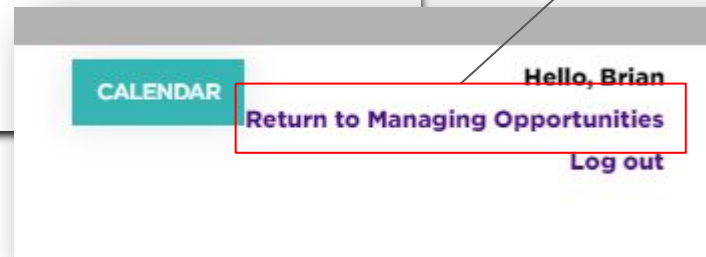 CALENDAR
Hello, Brian
Return to Managing Opportunities
Log out